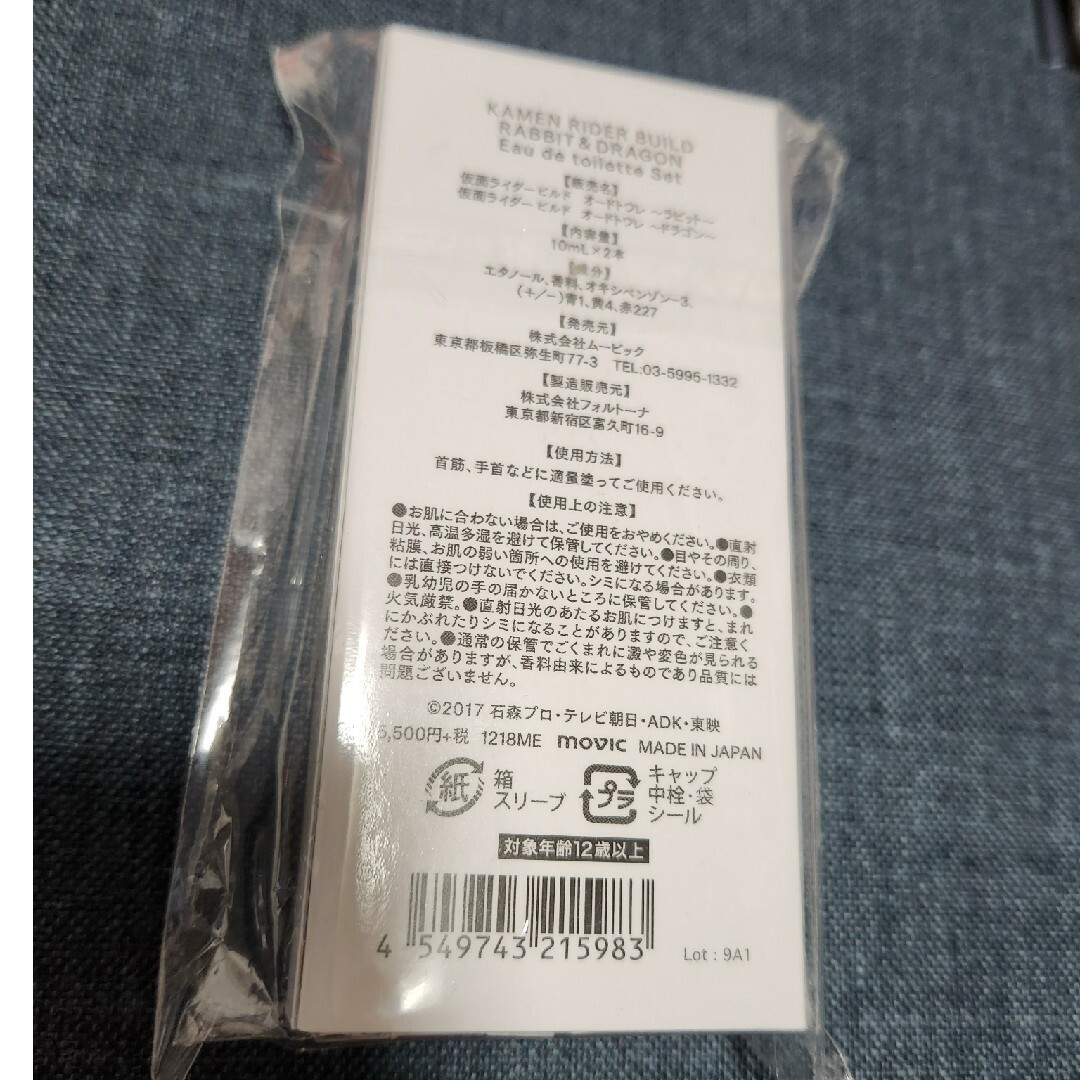 KAMEN RIDER BUILD
RABBIT & DRAGON
Eau de toilette Set
【販売名】
仮面ライダービルド オードトワレ ～ラビット～
仮面ライダービルド オードトワレ ～ドラゴン～
【内容量】
10mL×2本
【成分】
エタノール、香料、オキシベンゾン-3、
(+/-)青1、黄4、赤227
【発売元】
株式会社ムービック
東京都板橋区弥生町77-3 TEL:03-5995-1332
【製造販売元】
株式会社フォルトーナ
東京都新宿区富久町16-9
【使用方法】
首筋、手首などに適量塗ってご使用ください。
【使用上の注意】
●お肌に合わない場合は、ご使用をおやめください。●直射
日光、高温多湿を避けて保管してください。●目やその周り、
粘膜、お肌の弱い箇所への使用を避けてください。●衣類
には直接つけないでください。シミになる場合があります。
●乳幼児の手の届かないところに保管してください。●
火気厳禁。●直射日光のあたるお肌につけますと、まれ
にかぶれたりシミになることがありますので、ご注意く
ださい。●通常の保管でごくまれに澱や変色が見られる
場合がありますが、香料由来によるものであり品質には
問題ございません。
©2017 石森プロ・テレビ朝日・ADK・東映
5,500円+税 1218ME movic MADE IN JAPAN
紙 箱 スリーブ
プラ キャップ 中栓・袋 シール
対象年齢12歳以上
4 549743 215983
Lot : 9A1